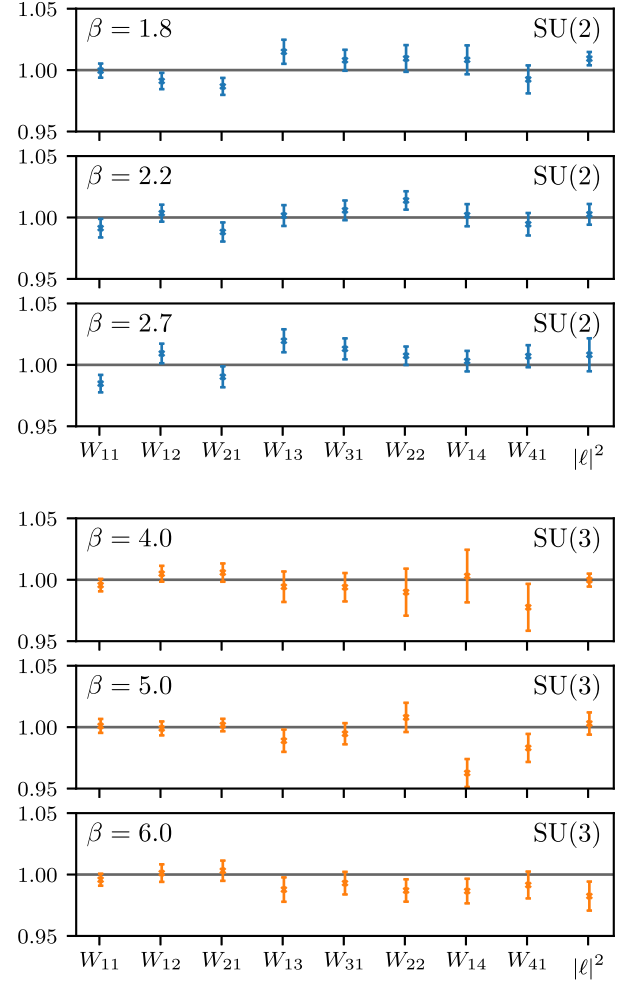 1.05
β = 1.8 SU(2)
1.00
0.95
1.05
β = 2.2 SU(2)
1.00
0.95
1.05
β = 2.7 SU(2)
1.00
0.95
W₁₁ W₁₂ W₂₁ W₁₃ W₃₁ W₂₂ W₁₄ W₄₁ |ℓ|²
1.05
β = 4.0 SU(3)
1.00
0.95
1.05
β = 5.0 SU(3)
1.00
0.95
1.05
β = 6.0 SU(3)
1.00
0.95
W₁₁ W₁₂ W₂₁ W₁₃ W₃₁ W₂₂ W₁₄ W₄₁ |ℓ|²